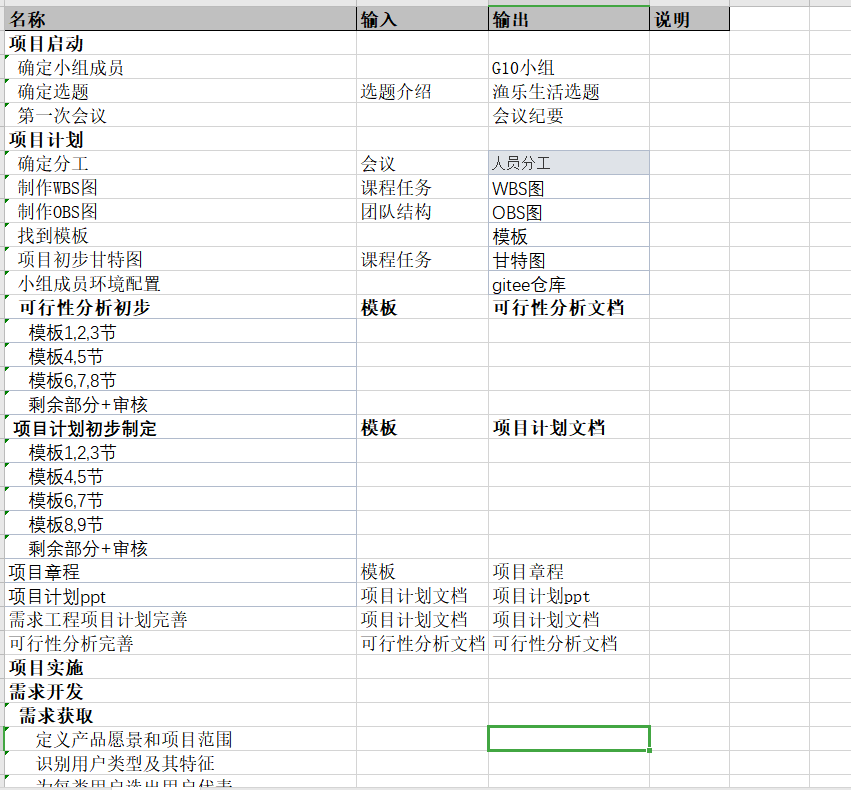 名称 输入 输出 说明
项目启动
确定小组成员 G10小组
确定选题 选题介绍 渔乐生活选题
第一次会议 会议纪要
项目计划
确定分工 会议 人员分工
制作WBS图 课程任务 WBS图
制作OBS图 团队结构 OBS图
找到模板 模板
项目初步甘特图 课程任务 甘特图
小组成员环境配置 gitee仓库
可行性分析初步 模板 可行性分析文档
模板1,2,3节
模板4,5节
模板6,7,8节
剩余部分+审核
项目计划初步制定 模板 项目计划文档
模板1,2,3节
模板4,5节
模板6,7节
模板8,9节
剩余部分+审核
项目章程 模板 项目章程
项目计划ppt 项目计划文档 项目计划ppt
需求工程项目计划完善 项目计划文档 项目计划文档
可行性分析完善 可行性分析文档 可行性分析文档
项目实施
需求开发
需求获取
定义产品愿景和项目范围
识别用户类型及其特征
为每类用户选出用户代表